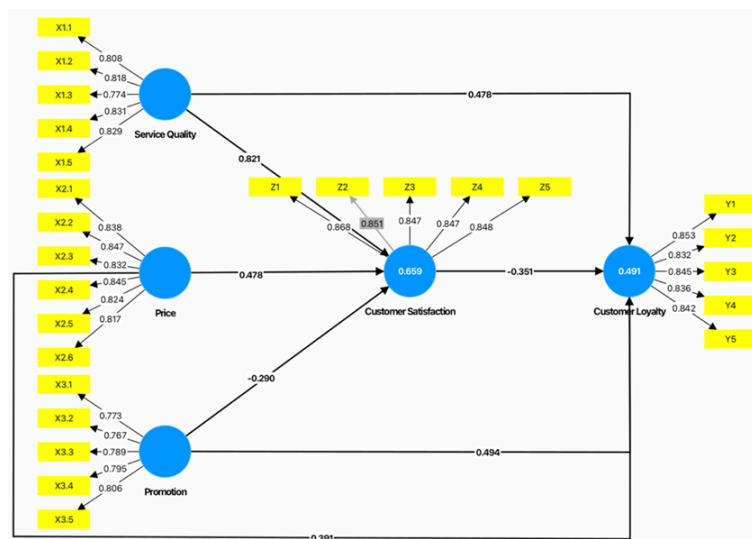 X1.1
0.808
X1.2
0.818
X1.3
0.774
X1.4
0.831
0.829
X1.5
Service Quality
0.478
0.821
X2.1
0.838
X2.2
0.847
X2.3
0.832
X2.4
0.845
0.824
X2.5
0.817
X2.6
Price
0.478
Z1
Z2
Z3
Z4
Z5
0.868
0.851
0.847
0.847
0.848
0.659
Customer Satisfaction
-0.351
0.491
Customer Loyalty
Y1
0.853
Y2
0.832
Y3
0.845
Y4
0.836
0.842
Y5
X3.1
0.773
X3.2
0.767
X3.3
0.789
X3.4
0.795
0.806
X3.5
Promotion
-0.290
0.494
0.391